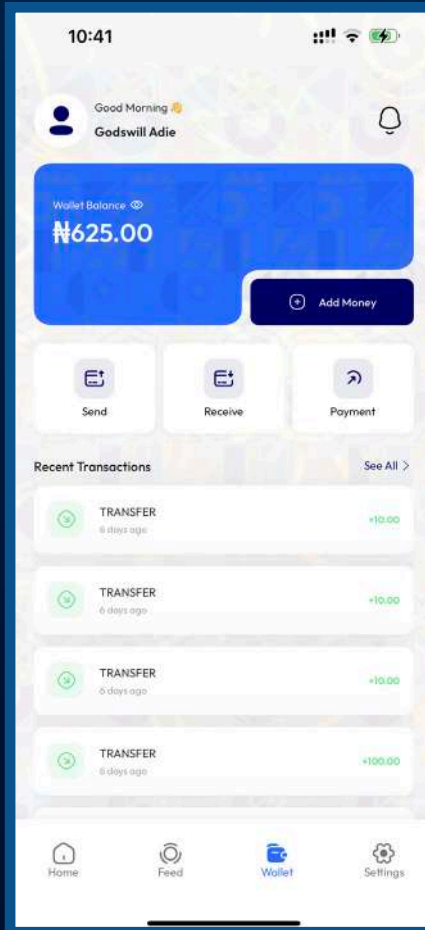 10:41
Good Morning 👋
Godswill Adie
Wallet Balance
₦625.00
Add Money
Send
Receive
Payment
Recent Transactions
See All >
TRANSFER
+10.00
6 days ago
TRANSFER
+10.00
6 days ago
TRANSFER
+10.00
6 days ago
TRANSFER
+100.00
6 days ago
Home
Feed
Wallet
Settings